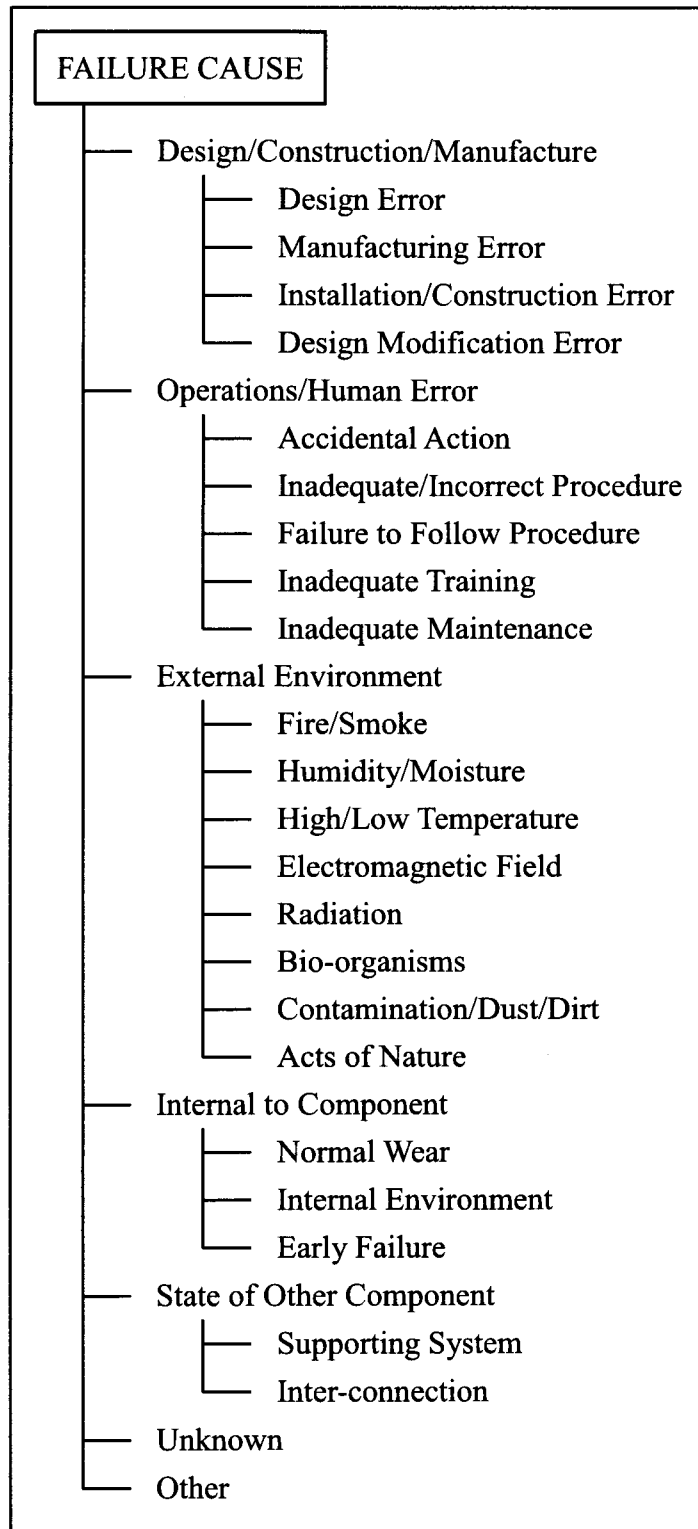 FAILURE CAUSE
Design/Construction/Manufacture
Design Error
Manufacturing Error
Installation/Construction Error
Design Modification Error
Operations/Human Error
Accidental Action
Inadequate/Incorrect Procedure
Failure to Follow Procedure
Inadequate Training
Inadequate Maintenance
External Environment
Fire/Smoke
Humidity/Moisture
High/Low Temperature
Electromagnetic Field
Radiation
Bio-organisms
Contamination/Dust/Dirt
Acts of Nature
Internal to Component
Normal Wear
Internal Environment
Early Failure
State of Other Component
Supporting System
Inter-connection
Unknown
Other